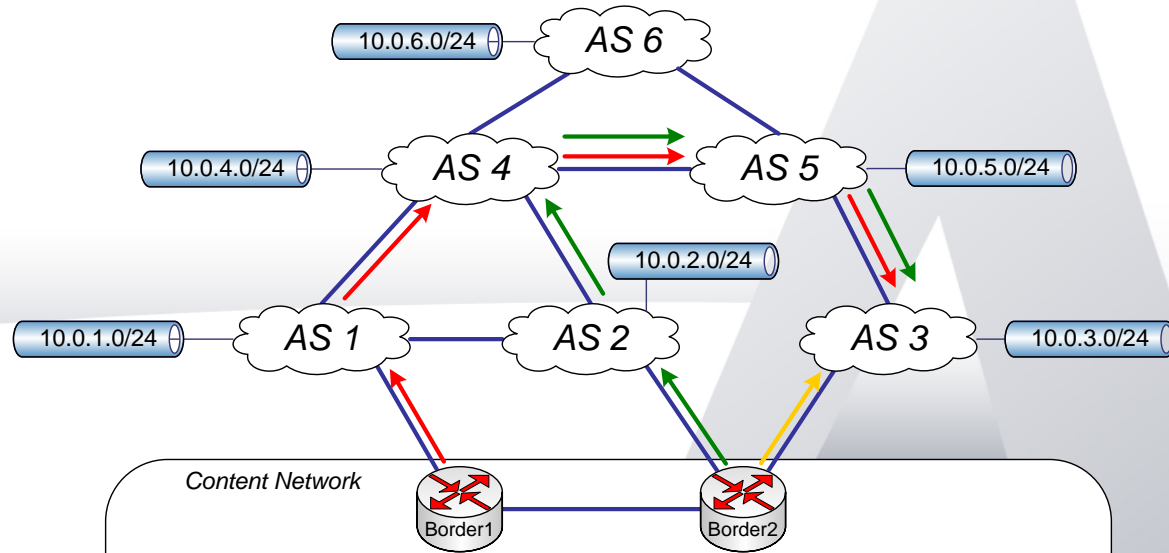 10.0.6.0/24
AS 6
10.0.4.0/24
AS 4
AS 5
10.0.5.0/24
10.0.2.0/24
10.0.1.0/24
AS 1
AS 2
AS 3
10.0.3.0/24
Content Network
Border1
Border2